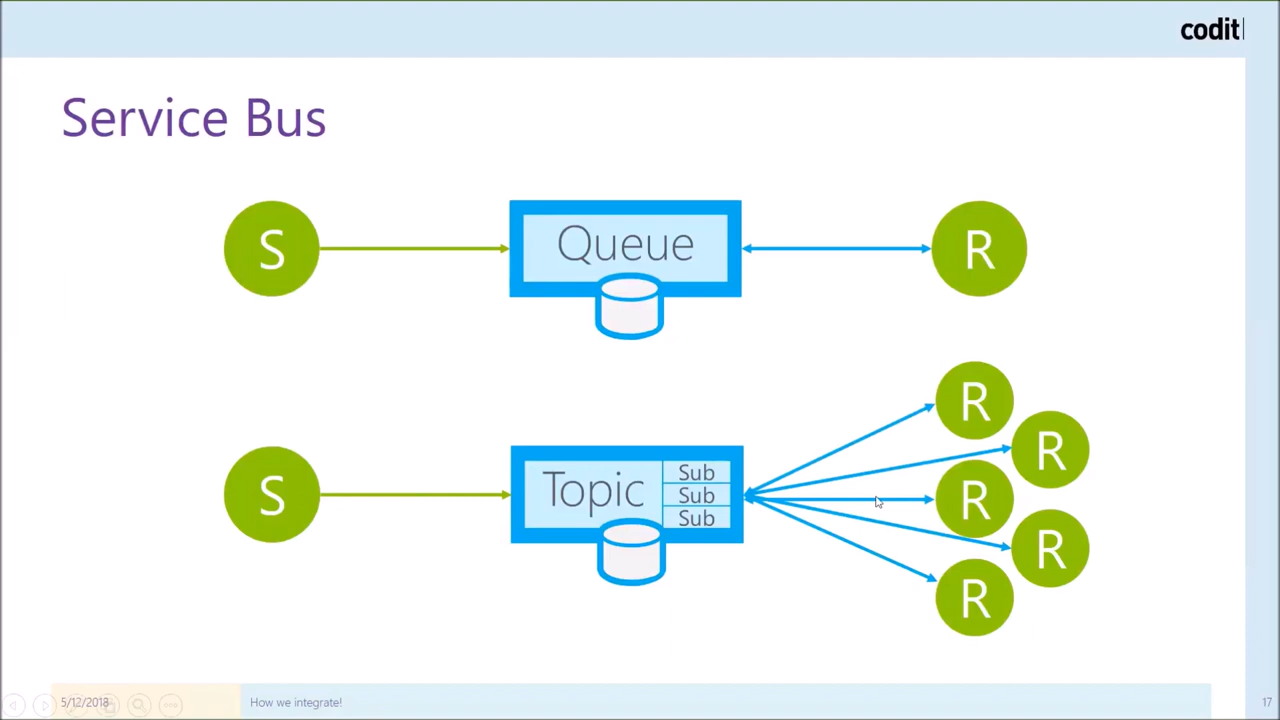 codit
Service Bus
S
Queue
R
R
R
S
Topic
Sub
Sub
Sub
R
R
R
5/12/2018
How we integrate!
17